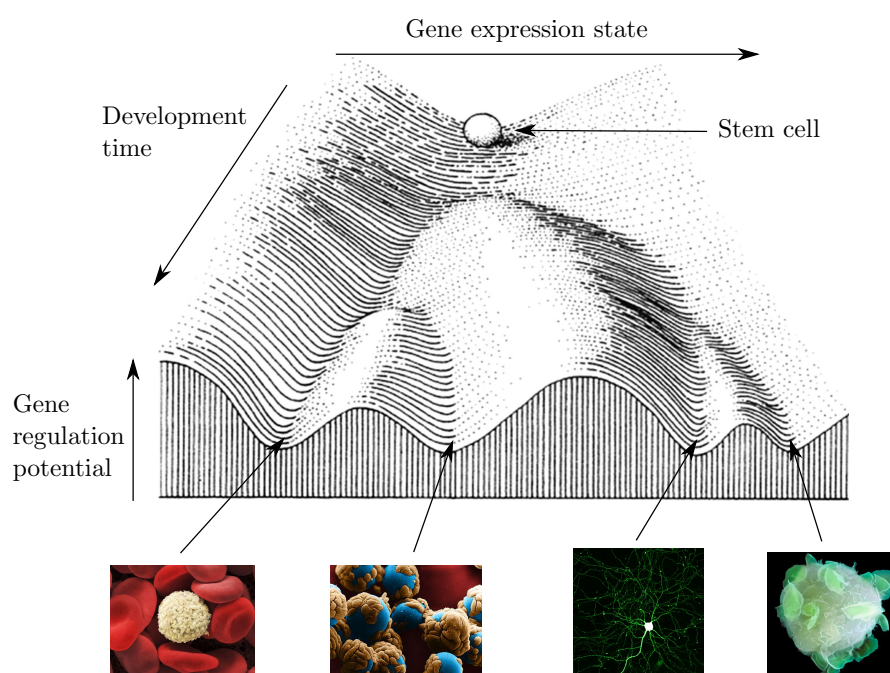 Gene expression state
Development
time
Stem cell
Gene
regulation
potential